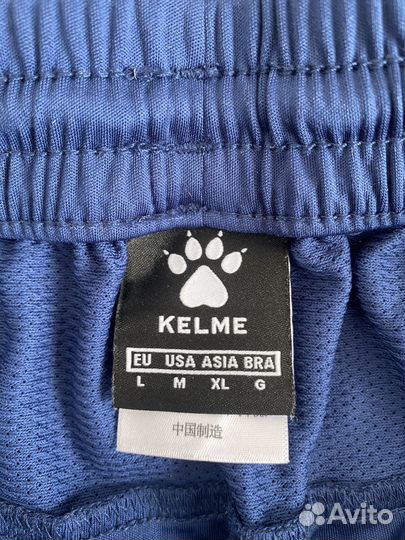 KELME
EU USA ASIA BRA
L M XL G
中国制造
Avito